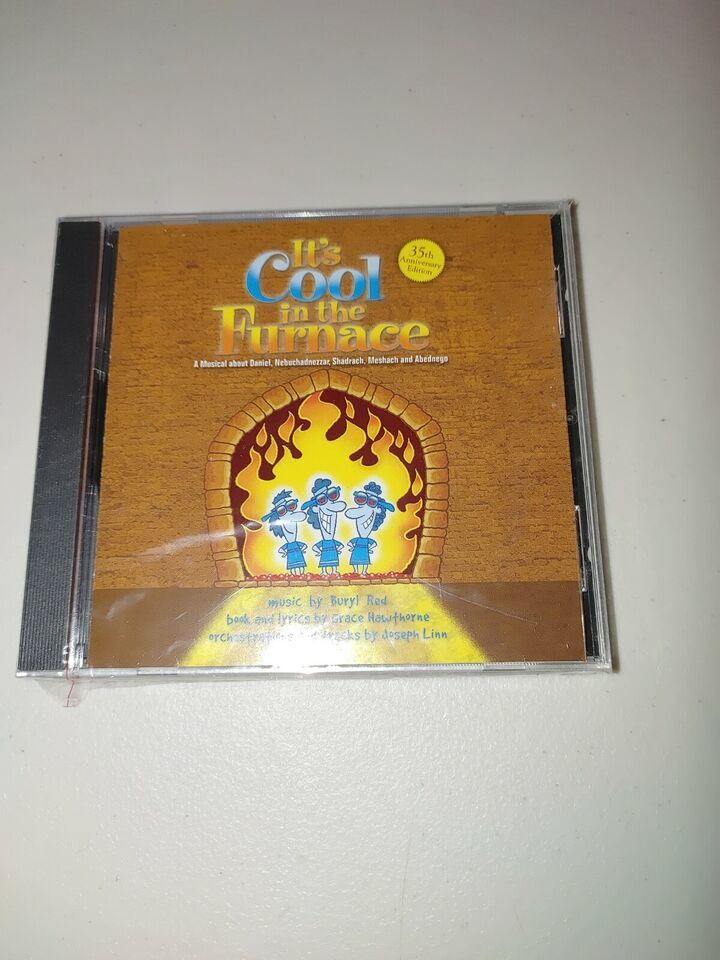 It's
Cool
in the
Furnace
35th
Anniversary
Edition
A Musical about Daniel, Nebuchadnezzar, Shadrach, Meshach and Abednego
music by Buryl Red
book and lyrics by Grace Hawthorne
orchestrations and tracks by Joseph Linn